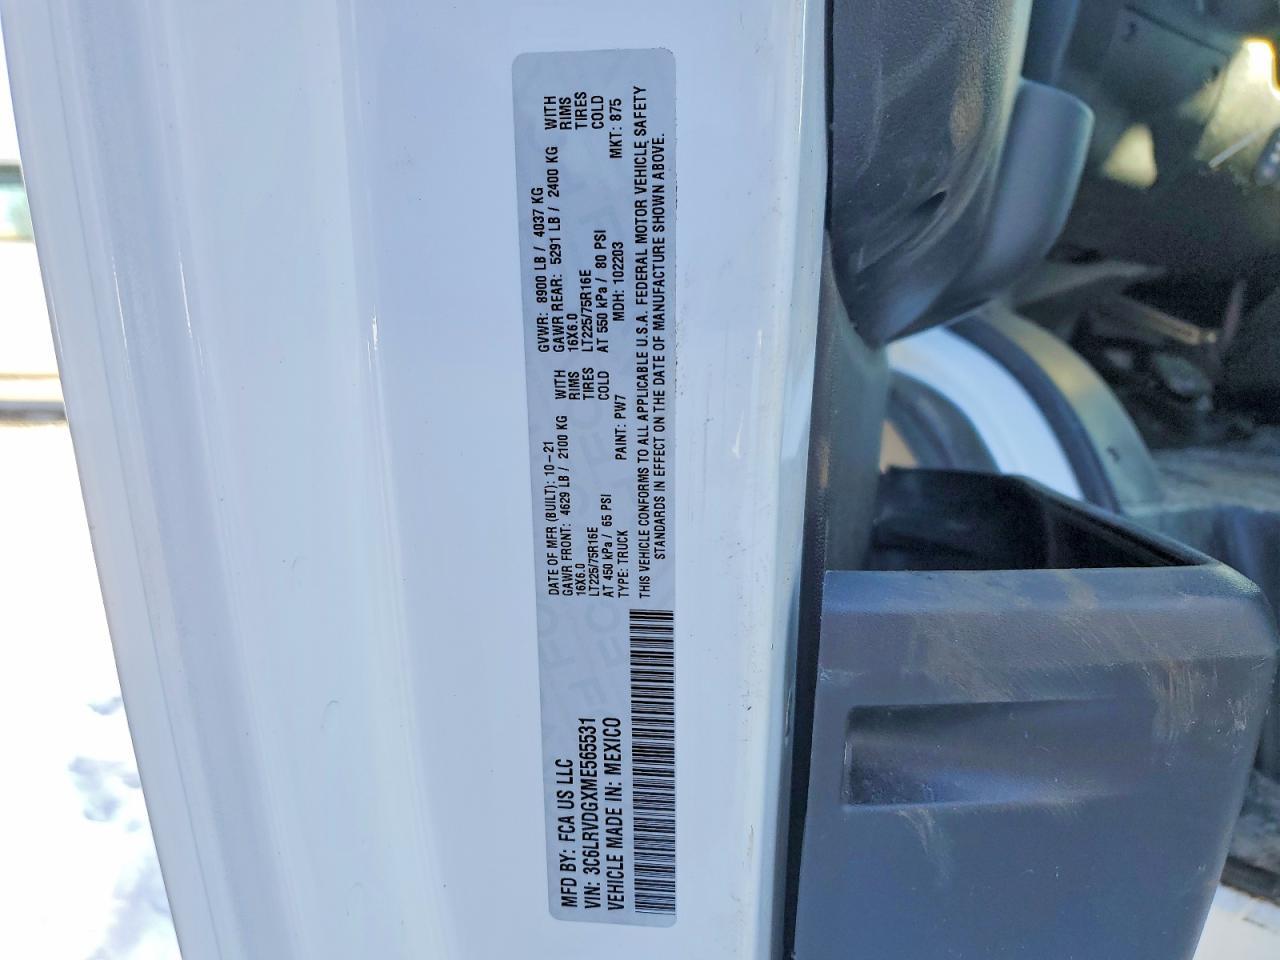 MFD BY: FCA US LLC
VIN: 3C6LRVDGXME565531
VEHICLE MADE IN: MEXICO
DATE OF MFR (BUILT): 10-21 GVWR: 8900 LB / 4037 KG
GAWR FRONT: 4629 LB / 2100 KG WITH GAWR REAR: 5291 LB / 2400 KG WITH
16X6.0 RIMS 16X6.0 RIMS
LT225/75R16E TIRES LT225/75R16E TIRES
AT 450 kPa / 65 PSI COLD AT 550 kPa / 80 PSI COLD
TYPE: TRUCK PAINT: PW7 MDH: 102203 MKT: 875
THIS VEHICLE CONFORMS TO ALL APPLICABLE U.S.A. FEDERAL MOTOR VEHICLE SAFETY
STANDARDS IN EFFECT ON THE DATE OF MANUFACTURE SHOWN ABOVE.